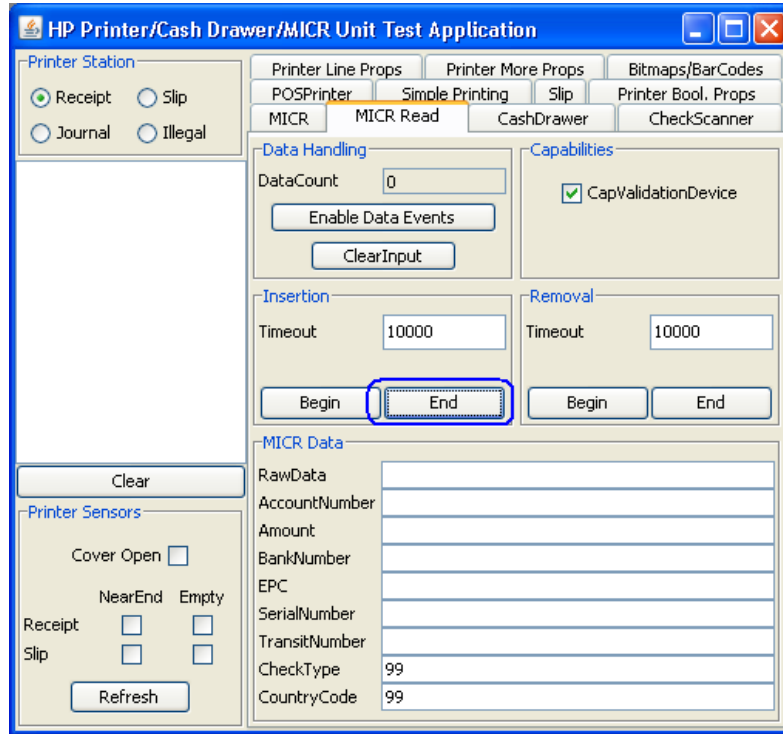 HP Printer/Cash Drawer/MICR Unit Test Application
Printer Station
Receipt Slip
Journal Illegal
Clear
Printer Sensors
Cover Open
NearEnd Empty
Receipt
Slip
Refresh
Printer Line Props Printer More Props Bitmaps/BarCodes
POSPrinter Simple Printing Slip Printer Bool. Props
MICR MICR Read CashDrawer CheckScanner
Data Handling
DataCount 0
Enable Data Events
ClearInput
Capabilities
CapValidationDevice
Insertion
Timeout 10000
Begin End
Removal
Timeout 10000
Begin End
MICR Data
RawData
AccountNumber
Amount
BankNumber
EPC
SerialNumber
TransitNumber
CheckType 99
CountryCode 99